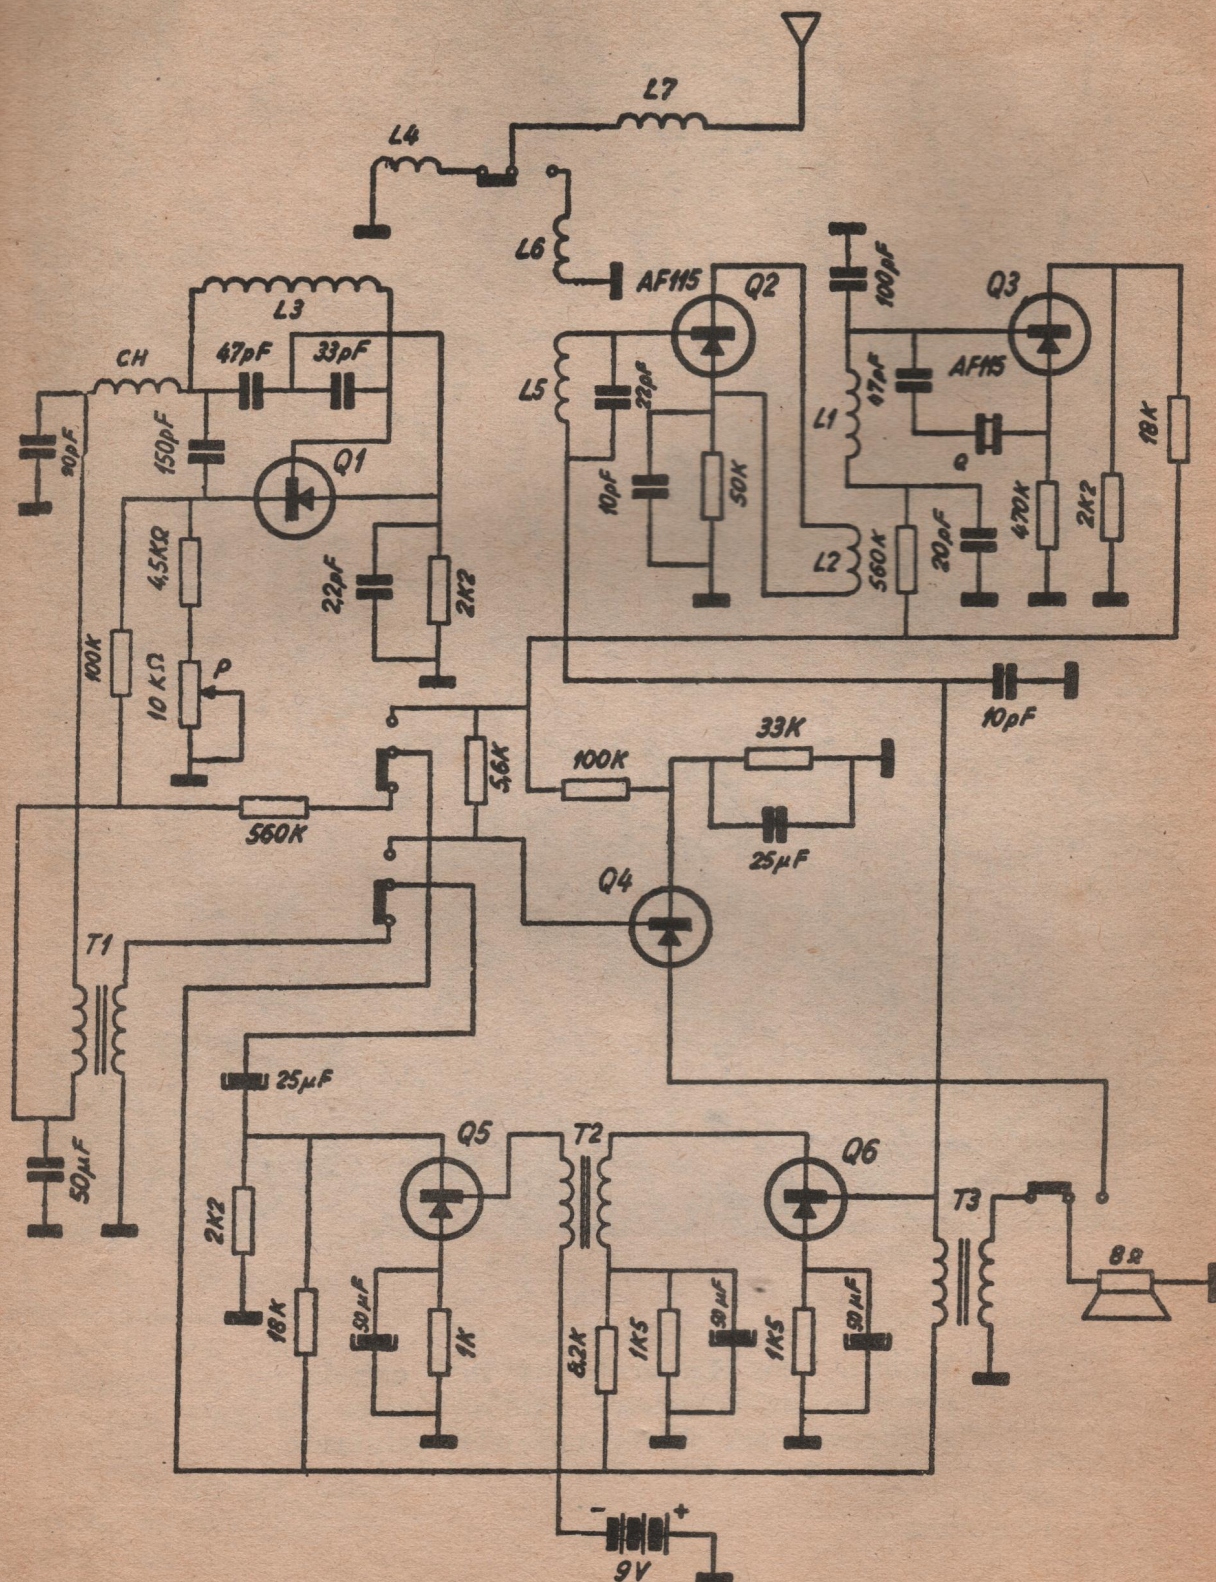 L7
L4
L6
AF115
Q2
100pF
Q3
L3
CH
47pF
33pF
L5
22pF
L1
47pF
AF115
18K
20pF
150pF
Q1
Q
10pF
50K
4,5KΩ
22pF
2K2
L2
560K
20pF
470K
2K2
100K
10 KΩ
P
10pF
33K
100K
5,6K
560K
25μF
Q4
T1
25μF
50μF
Q5
T2
Q6
2K2
T3
8Ω
18K
50μF
1K
8,2K
1K5
50μF
1K5
50μF
- +
9V